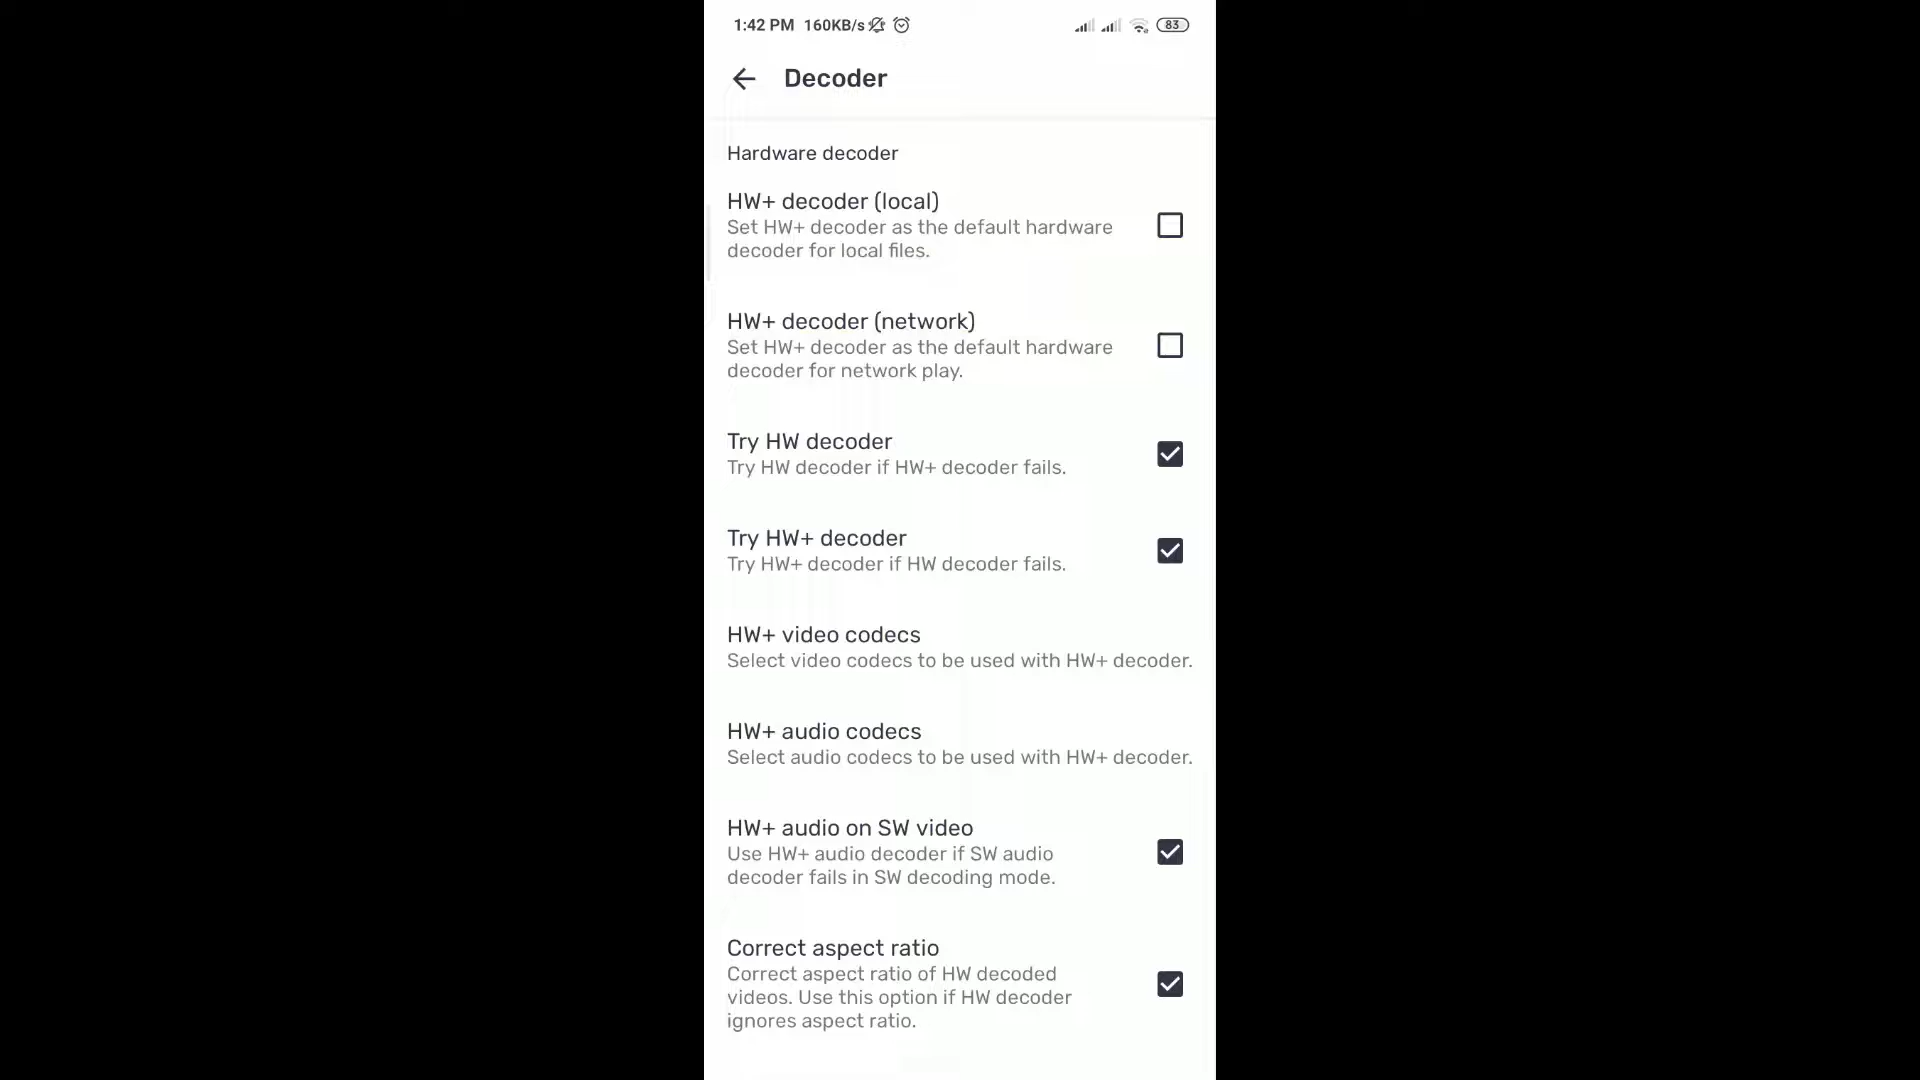 1:42 PM 160KB/s 83
Decoder
Hardware decoder
HW+ decoder (local)
Set HW+ decoder as the default hardware
decoder for local files.
HW+ decoder (network)
Set HW+ decoder as the default hardware
decoder for network play.
Try HW decoder
Try HW decoder if HW+ decoder fails.
Try HW+ decoder
Try HW+ decoder if HW decoder fails.
HW+ video codecs
Select video codecs to be used with HW+ decoder.
HW+ audio codecs
Select audio codecs to be used with HW+ decoder.
HW+ audio on SW video
Use HW+ audio decoder if SW audio
decoder fails in SW decoding mode.
Correct aspect ratio
Correct aspect ratio of HW decoded
videos. Use this option if HW decoder
ignores aspect ratio.